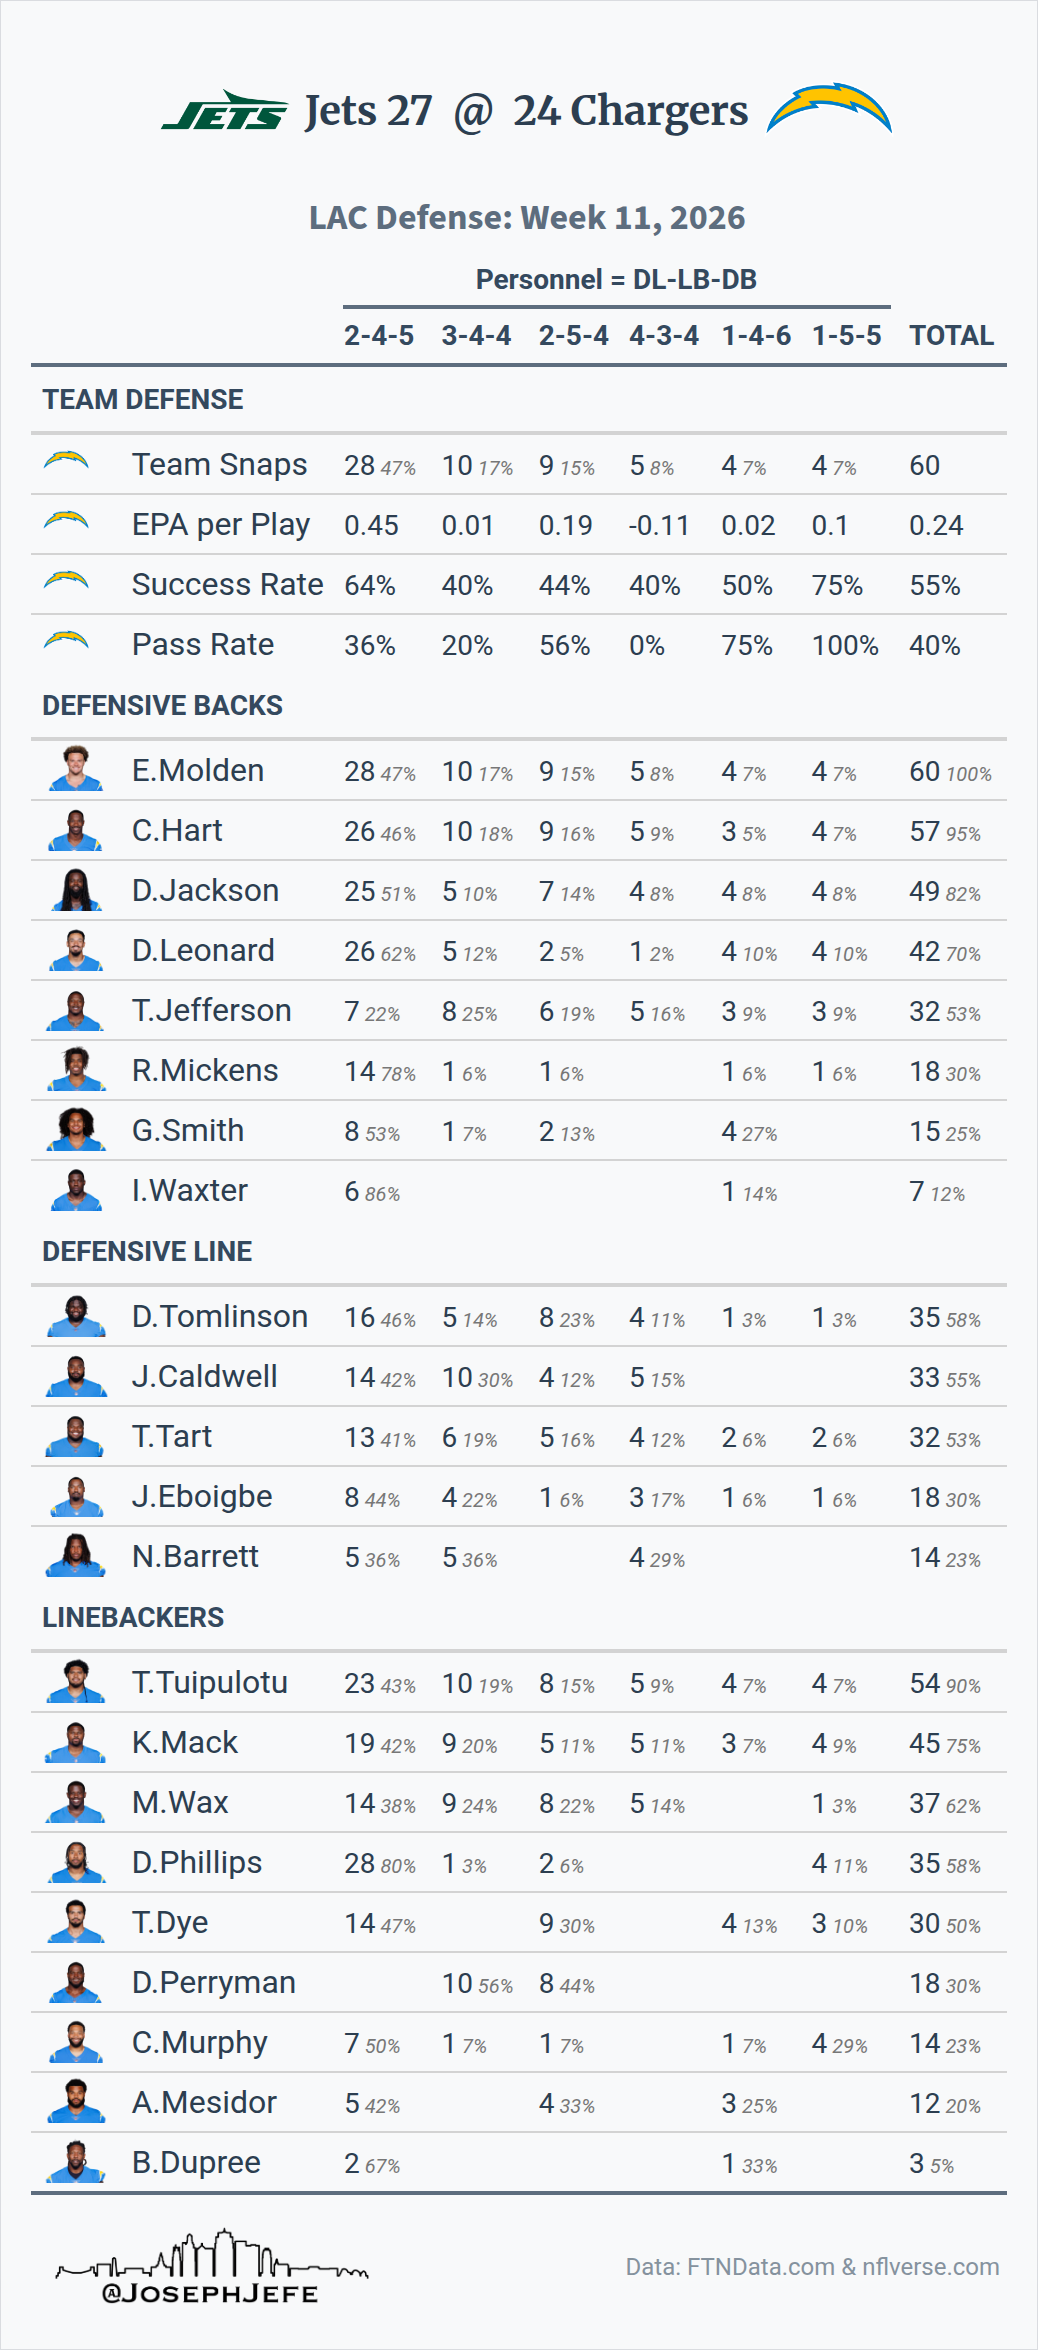 JETS Jets 27 @ 24 Chargers
LAC Defense: Week 11, 2026
Personnel = DL-LB-DB
2-4-5 3-4-4 2-5-4 4-3-4 1-4-6 1-5-5 TOTAL
TEAM DEFENSE
Team Snaps 28 47% 10 17% 9 15% 5 8% 4 7% 4 7% 60
EPA per Play 0.45 0.01 0.19 -0.11 0.02 0.1 0.24
Success Rate 64% 40% 44% 40% 50% 75% 55%
Pass Rate 36% 20% 56% 0% 75% 100% 40%
DEFENSIVE BACKS
E.Molden 28 47% 10 17% 9 15% 5 8% 4 7% 4 7% 60 100%
C.Hart 26 46% 10 18% 9 16% 5 9% 3 5% 4 7% 57 95%
D.Jackson 25 51% 5 10% 7 14% 4 8% 4 8% 4 8% 49 82%
D.Leonard 26 62% 5 12% 2 5% 1 2% 4 10% 4 10% 42 70%
T.Jefferson 7 22% 8 25% 6 19% 5 16% 3 9% 3 9% 32 53%
R.Mickens 14 78% 1 6% 1 6% 1 6% 1 6% 18 30%
G.Smith 8 53% 1 7% 2 13% 4 27% 15 25%
I.Waxter 6 86% 1 14% 7 12%
DEFENSIVE LINE
D.Tomlinson 16 46% 5 14% 8 23% 4 11% 1 3% 1 3% 35 58%
J.Caldwell 14 42% 10 30% 4 12% 5 15% 33 55%
T.Tart 13 41% 6 19% 5 16% 4 12% 2 6% 2 6% 32 53%
J.Eboigbe 8 44% 4 22% 1 6% 3 17% 1 6% 1 6% 18 30%
N.Barrett 5 36% 5 36% 4 29% 14 23%
LINEBACKERS
T.Tuipulotu 23 43% 10 19% 8 15% 5 9% 4 7% 4 7% 54 90%
K.Mack 19 42% 9 20% 5 11% 5 11% 3 7% 4 9% 45 75%
M.Wax 14 38% 9 24% 8 22% 5 14% 1 3% 37 62%
D.Phillips 28 80% 1 3% 2 6% 4 11% 35 58%
T.Dye 14 47% 9 30% 4 13% 3 10% 30 50%
D.Perryman 10 56% 8 44% 18 30%
C.Murphy 7 50% 1 7% 1 7% 1 7% 4 29% 14 23%
A.Mesidor 5 42% 4 33% 3 25% 12 20%
B.Dupree 2 67% 1 33% 3 5%
@JOSEPHJEFE
Data: FTNData.com & nflverse.com